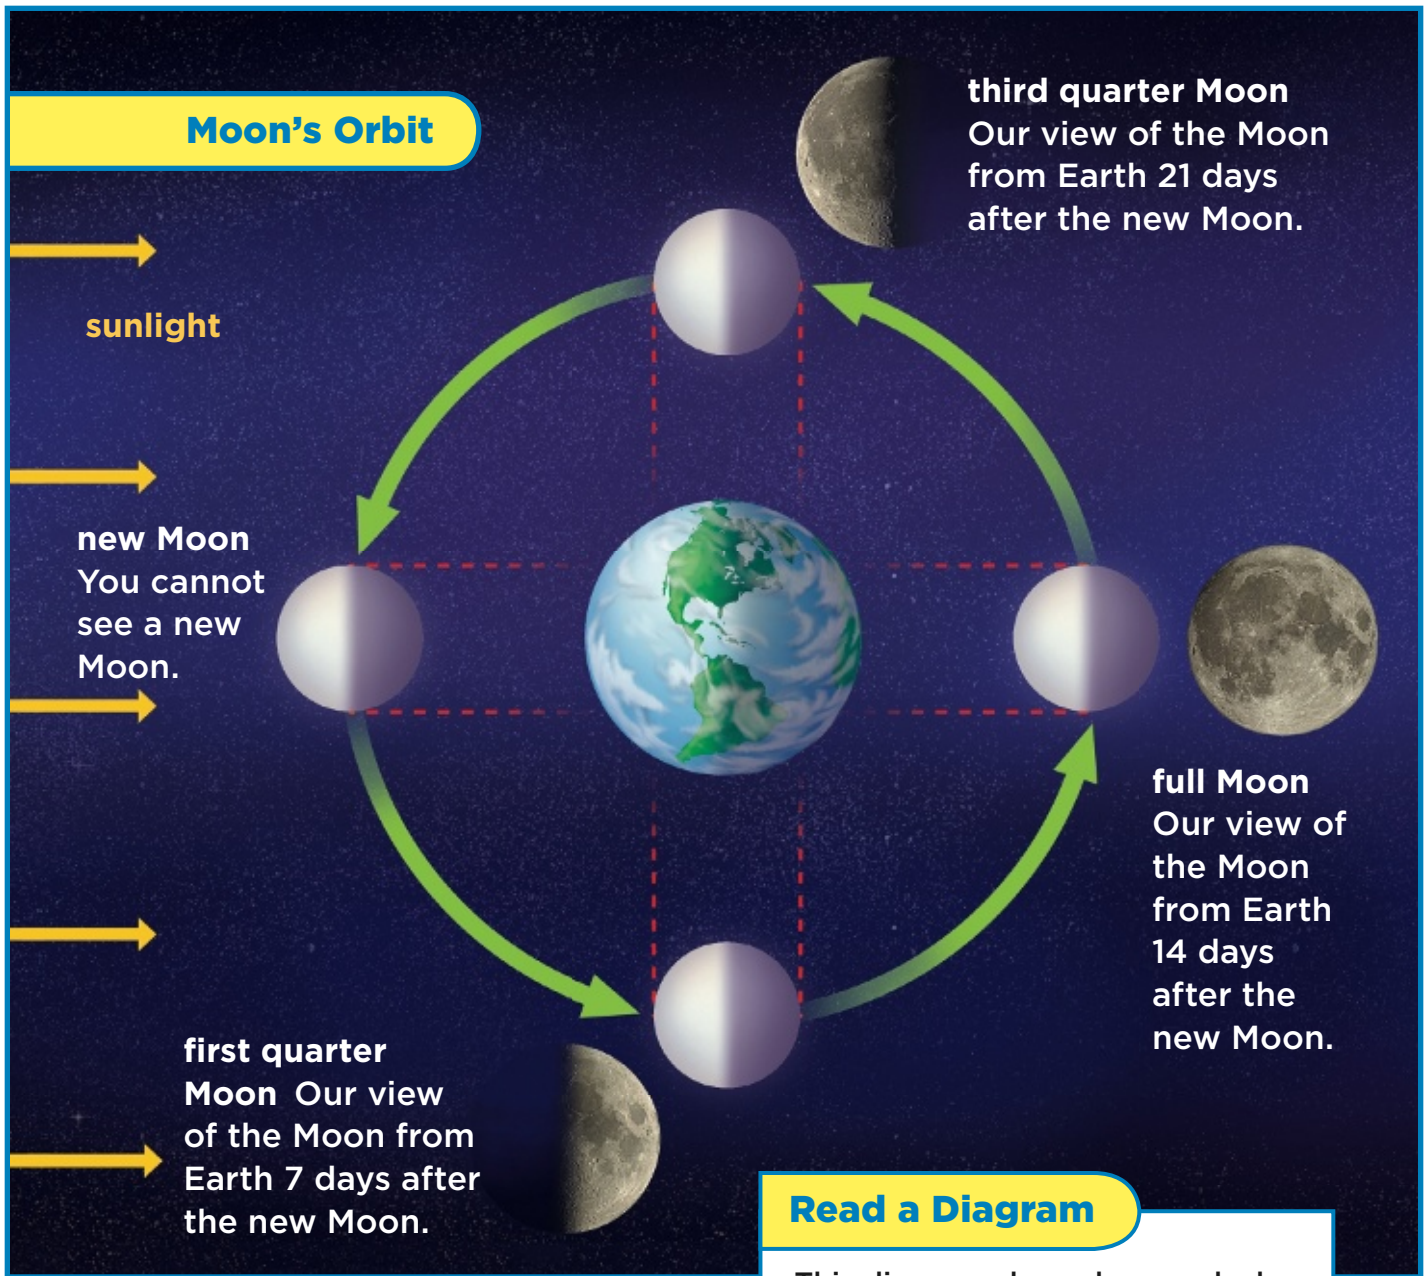 Moon's Orbit
third quarter Moon
Our view of the Moon
from Earth 21 days
after the new Moon.
sunlight
new Moon
You cannot
see a new
Moon.
full Moon
Our view of
the Moon
from Earth
14 days
after the
new Moon.
first quarter
Moon Our view
of the Moon from
Earth 7 days after
the new Moon.
Read a Diagram